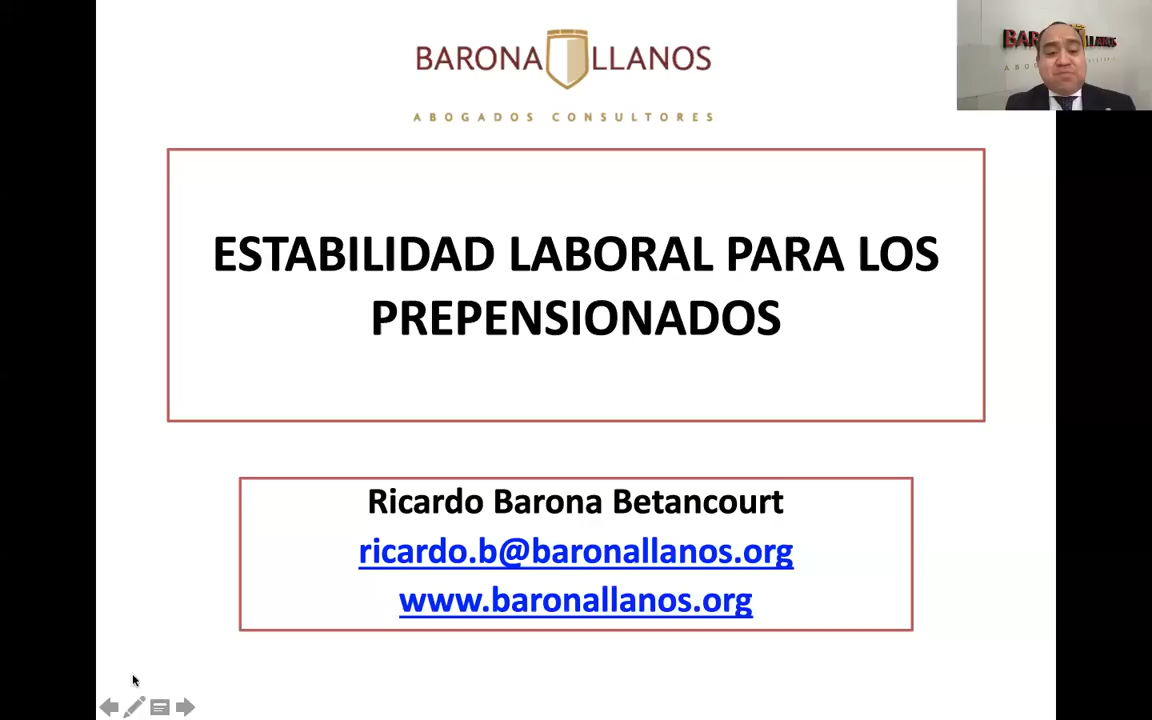 BARONA LLANOS
ABOGADOS CONSULTORES
ESTABILIDAD LABORAL PARA LOS
PREPENSIONADOS
Ricardo Barona Betancourt
ricardo.b@baronallanos.org
www.baronallanos.org